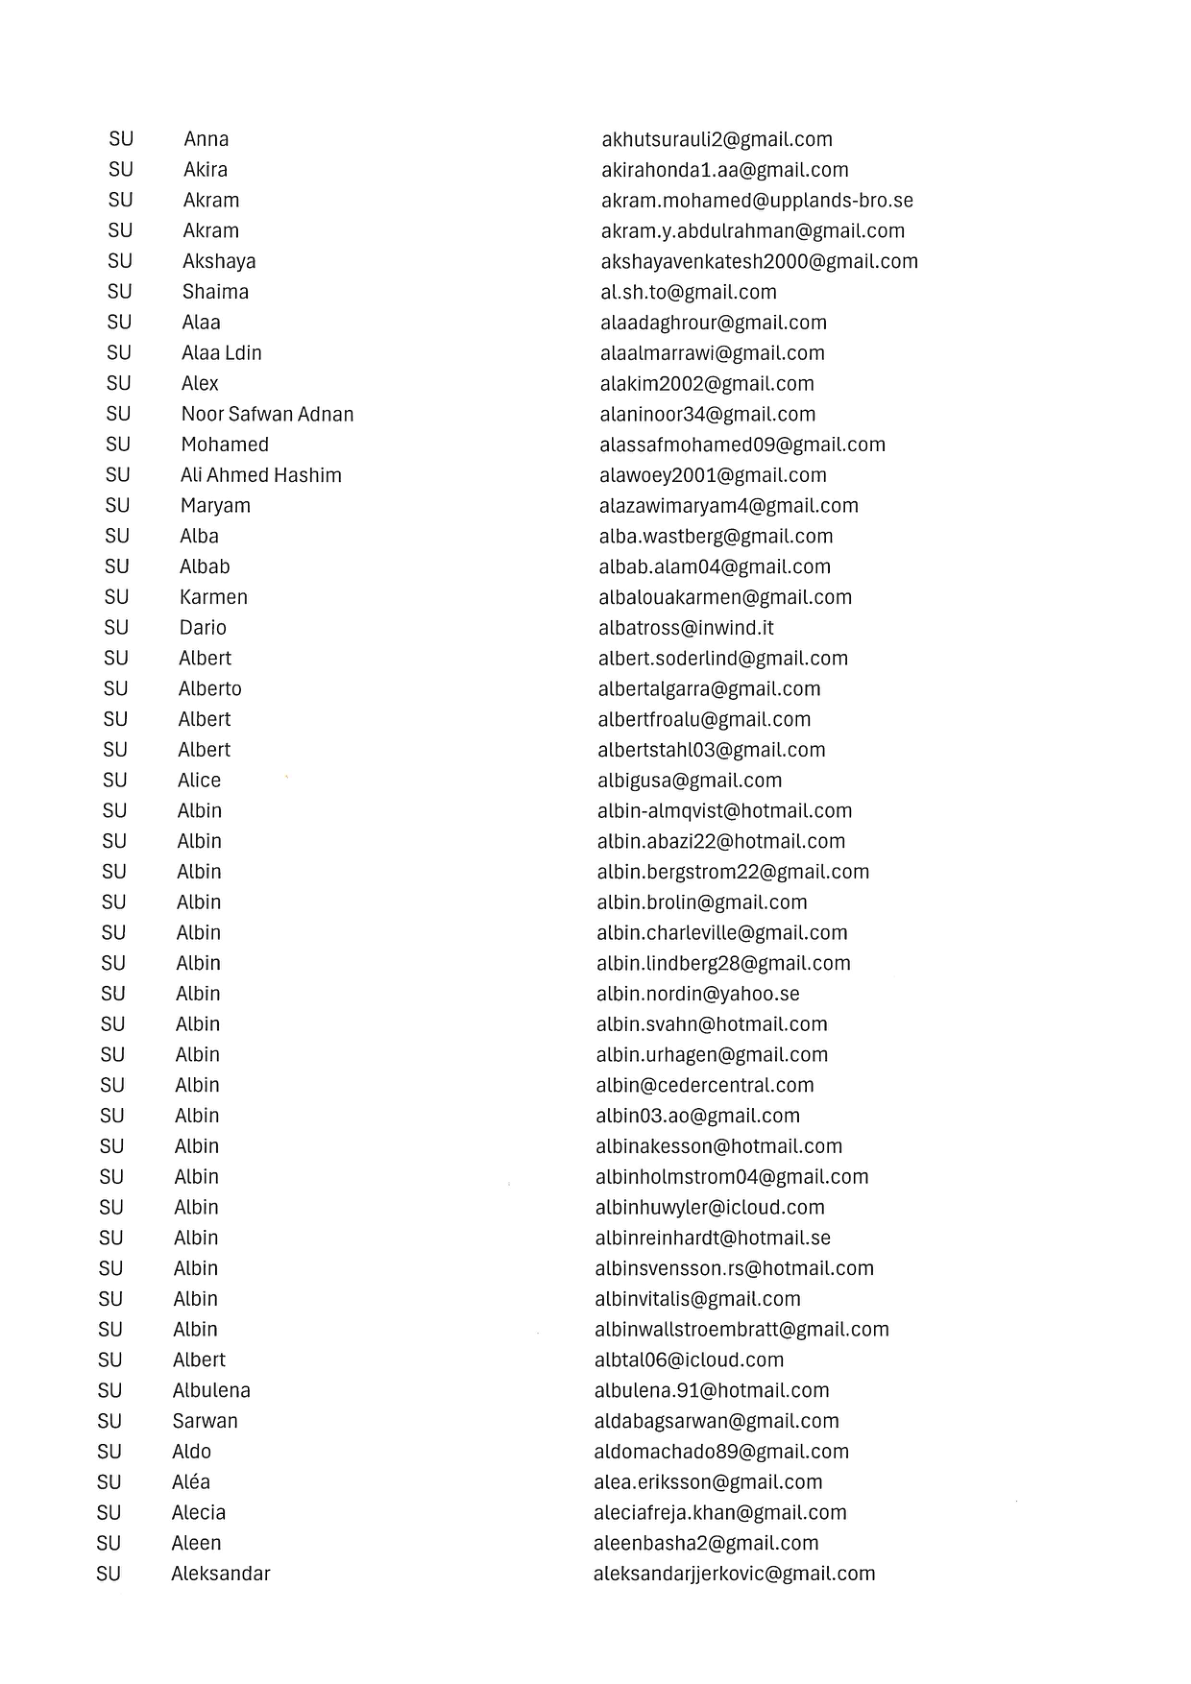 SU Anna akhutsurauli2@gmail.com
SU Akira akirahonda1.aa@gmail.com
SU Akram akram.mohamed@upplands-bro.se
SU Akram akram.y.abdulrahman@gmail.com
SU Akshaya akshayavenkatesh2000@gmail.com
SU Shaima al.sh.to@gmail.com
SU Alaa alaadaghrour@gmail.com
SU Alaa Ldin alaalmarrawi@gmail.com
SU Alex alakim2002@gmail.com
SU Noor Safwan Adnan alaninoor34@gmail.com
SU Mohamed alassafmohamed09@gmail.com
SU Ali Ahmed Hashim alawoey2001@gmail.com
SU Maryam alazawimaryam4@gmail.com
SU Alba alba.wastberg@gmail.com
SU Albab albab.alam04@gmail.com
SU Karmen albalouakarmen@gmail.com
SU Dario albatross@inwind.it
SU Albert albert.soderlind@gmail.com
SU Alberto albertalgarra@gmail.com
SU Albert albertfroalu@gmail.com
SU Albert albertstahl03@gmail.com
SU Alice albigusa@gmail.com
SU Albin albin-almqvist@hotmail.com
SU Albin albin.abazi22@hotmail.com
SU Albin albin.bergstrom22@gmail.com
SU Albin albin.brolin@gmail.com
SU Albin albin.charleville@gmail.com
SU Albin albin.lindberg28@gmail.com
SU Albin albin.nordin@yahoo.se
SU Albin albin.svahn@hotmail.com
SU Albin albin.urhagen@gmail.com
SU Albin albin@cedercentral.com
SU Albin albin03.ao@gmail.com
SU Albin albinakesson@hotmail.com
SU Albin albinholmstrom04@gmail.com
SU Albin albinhuwyler@icloud.com
SU Albin albinreinhardt@hotmail.se
SU Albin albinsvensson.rs@hotmail.com
SU Albin albinvitalis@gmail.com
SU Albin albinwallstroembratt@gmail.com
SU Albert albtal06@icloud.com
SU Albulena albulena.91@hotmail.com
SU Sarwan aldabagsarwan@gmail.com
SU Aldo aldomachado89@gmail.com
SU Aléa alea.eriksson@gmail.com
SU Alecia aleciafreja.khan@gmail.com
SU Aleen aleenbasha2@gmail.com
SU Aleksandar aleksandarjjerkovic@gmail.com